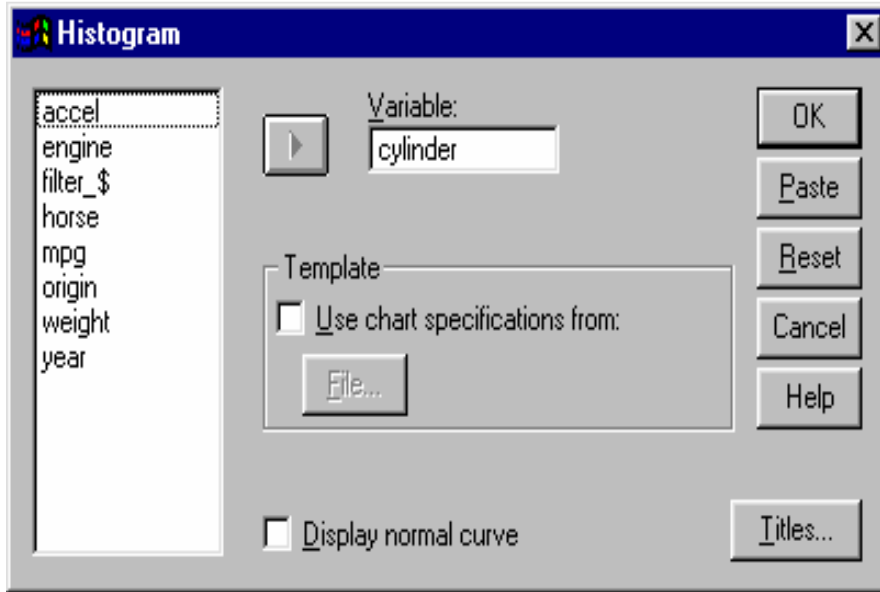 Histogram
accel
engine
filter_$
horse
mpg
origin
weight
year
Variable:
cylinder
Template
Use chart specifications from:
File...
Display normal curve
OK
Paste
Reset
Cancel
Help
Titles...